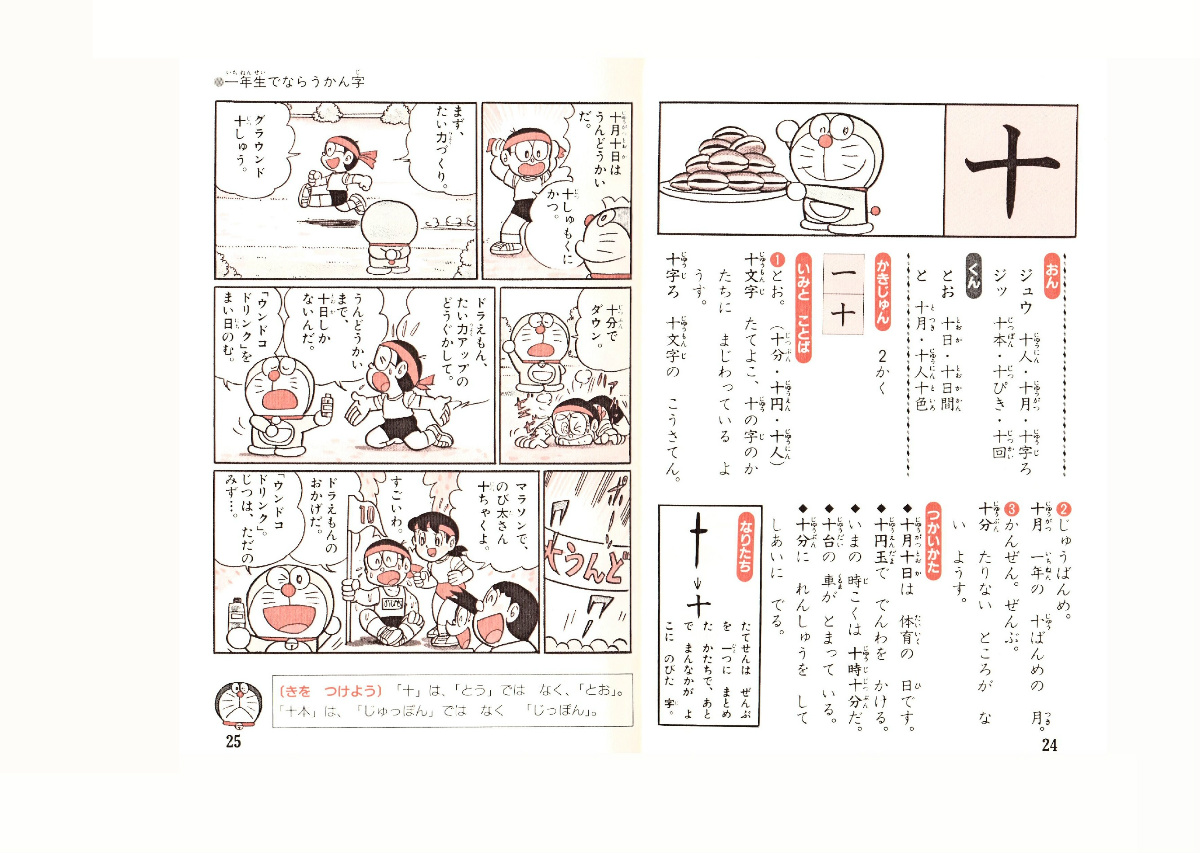 十
おん
ジュウ 十人・十月・十字ろ
ジッ 十本・十ぴき・十回
くん
とお 十日・十日間
と 十月・十人十色
かきじゅん
一十
2かく
いみと ことば
❶とお。(十分・十円・十人)
十文字 たてよこ、十の字のか
たちに まじわっている よ
うす。
十字ろ 十文字の こうさてん。
❷じゅうばんめ。
十月 一年の 十ばんめの 月。
❸かんぜん。ぜんぶ。
十分 たりない ところが な
い ようす。
つかいかた
◆十月十日は 体育の 日です。
◆十円玉で でんわを かける。
◆いまの 時こくは 十時十分だ。
◆十台の 車が とまって いる。
◆十分に れんしゅうを して
しあいに でる。
なりたち
たてせんは ぜんぶ
を 一つに まとめ
た かたちで、あと
で まんなかが よ
こに のびた 字。
24
一年生でならうかん字
十月十日は
うんどうかい
だ。
十しゅもくに
かつ。
まず、
たい力づくり。
グラウンド
十しゅう。
十分で
ダウン。
ドラえもん、
たい力アップの
どうぐかして。
うんどうかい
まで、
十日しか
ないんだ。
「ウンドコ
ドリンク」を
まい日のむ。
大うんど
ワー
ワー
マラソンで、
のび太さん
十ちゃくよ。
すごいわ。
10
ドラえもんの
おかげだ。
「ウンドコ
ドリンク」。
じつは、ただの
みず…。
(きを つけよう) 「十」は、「とう」では なく、「とお」。
「十本」は、「じゅっぽん」では なく 「じっぽん」。
25